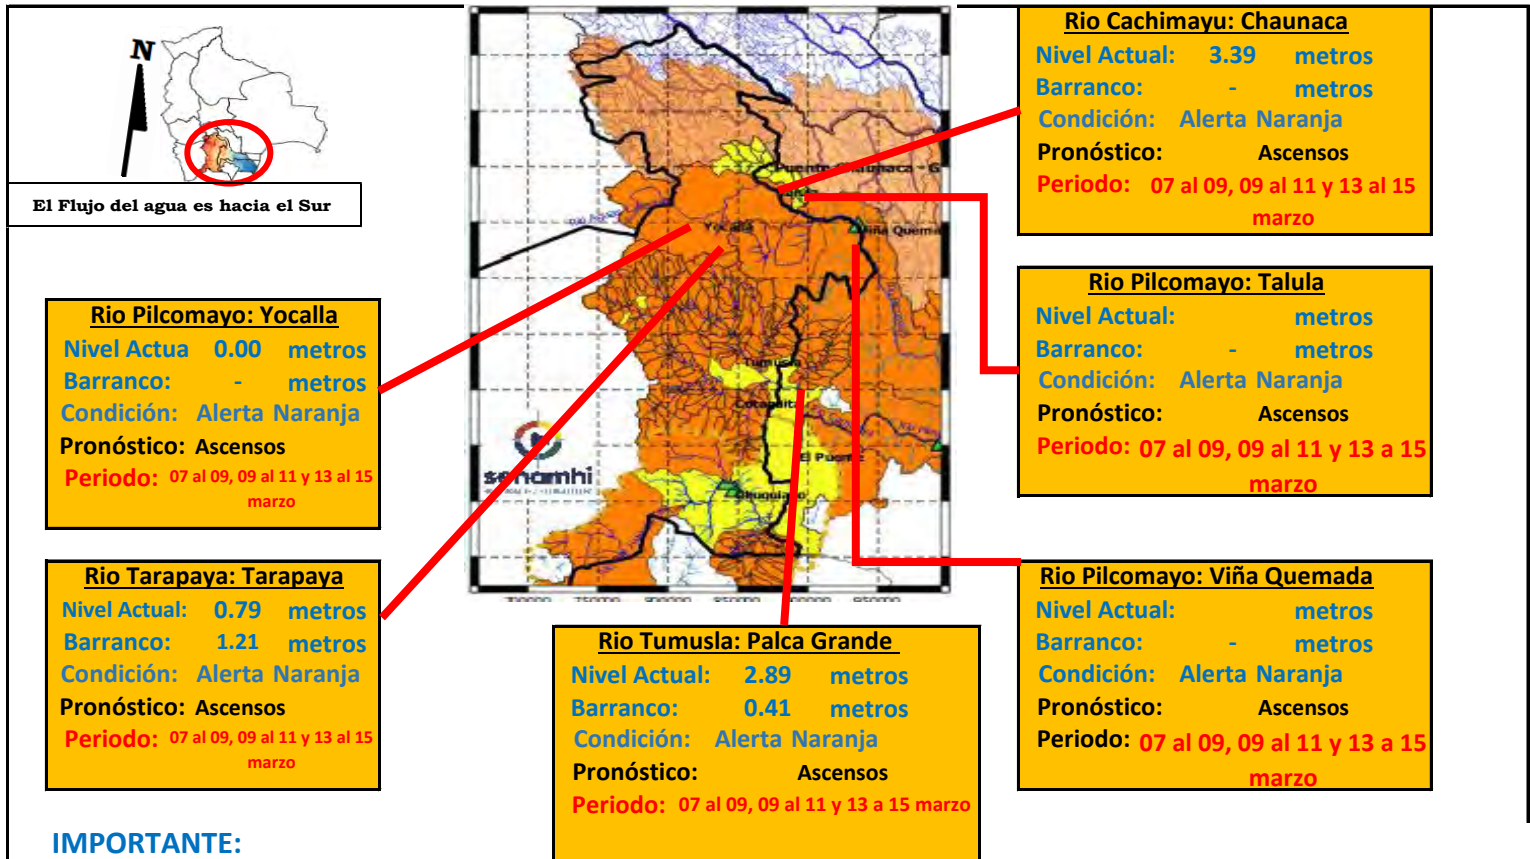 N
El Flujo del agua es hacia el Sur
Rio Pilcomayo: Yocalla
Nivel Actua 0.00 metros
Barranco: - metros
Condición: Alerta Naranja
Pronóstico: Ascensos
Periodo: 07 al 09, 09 al 11 y 13 al 15
marzo
Rio Tarapaya: Tarapaya
Nivel Actual: 0.79 metros
Barranco: 1.21 metros
Condición: Alerta Naranja
Pronóstico: Ascensos
Periodo: 07 al 09, 09 al 11 y 13 al 15
marzo
Puente Chaunaca - G
Talula
Yocalla
Viña Quema
Tumusla
Cotagaita
El Puente
Chuquiago
senamhi
Rio Tumusla: Palca Grande
Nivel Actual: 2.89 metros
Barranco: 0.41 metros
Condición: Alerta Naranja
Pronóstico: Ascensos
Periodo: 07 al 09, 09 al 11 y 13 a 15 marzo
Rio Cachimayu: Chaunaca
Nivel Actual: 3.39 metros
Barranco: - metros
Condición: Alerta Naranja
Pronóstico: Ascensos
Periodo: 07 al 09, 09 al 11 y 13 al 15
marzo
Rio Pilcomayo: Talula
Nivel Actual: metros
Barranco: - metros
Condición: Alerta Naranja
Pronóstico: Ascensos
Periodo: 07 al 09, 09 al 11 y 13 a 15
marzo
Rio Pilcomayo: Viña Quemada
Nivel Actual: metros
Barranco: - metros
Condición: Alerta Naranja
Pronóstico: Ascensos
Periodo: 07 al 09, 09 al 11 y 13 a 15
marzo
IMPORTANTE: